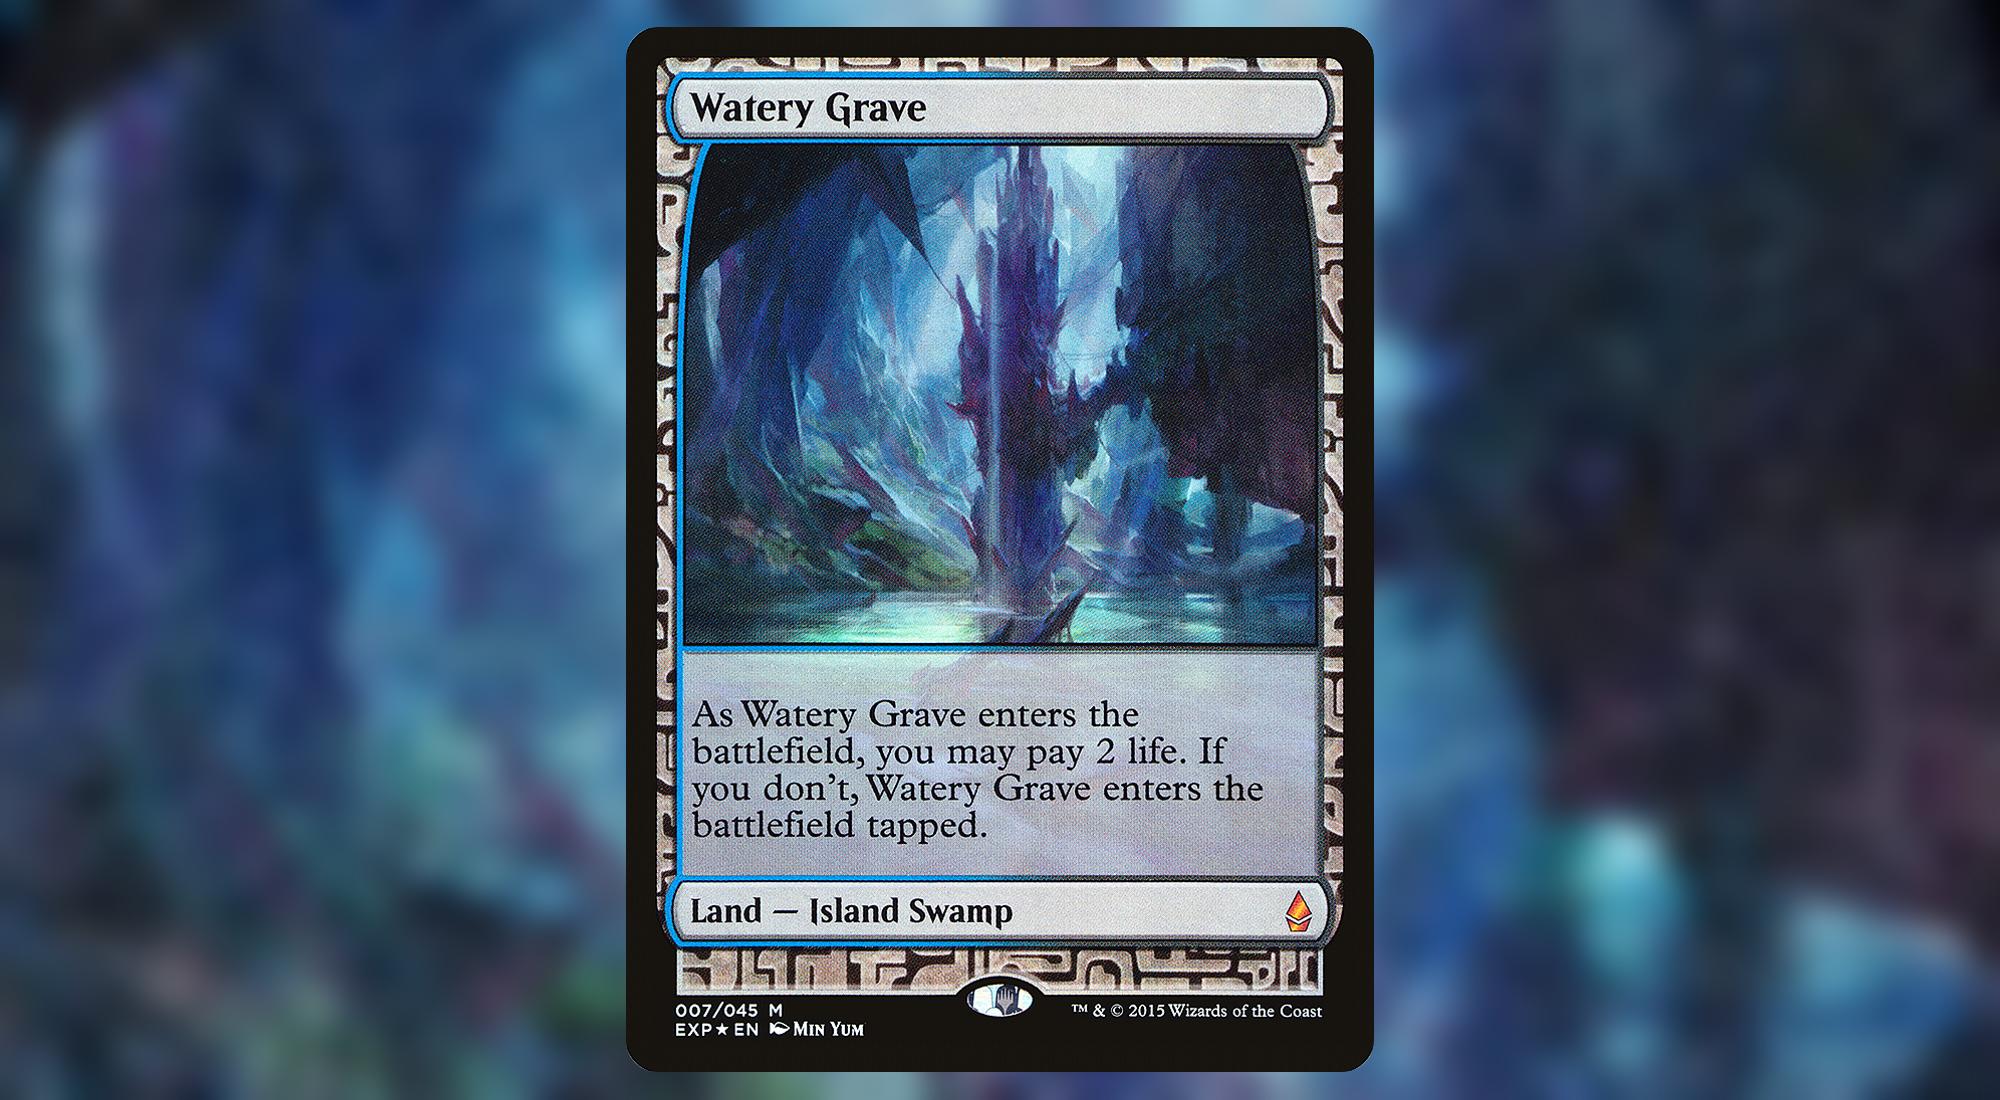 Watery Grave
As Watery Grave enters the
battlefield, you may pay 2 life. If
you don't, Watery Grave enters the
battlefield tapped.
Land — Island Swamp
007/045 M
EXP★EN Min Yum
™ & © 2015 Wizards of the Coast